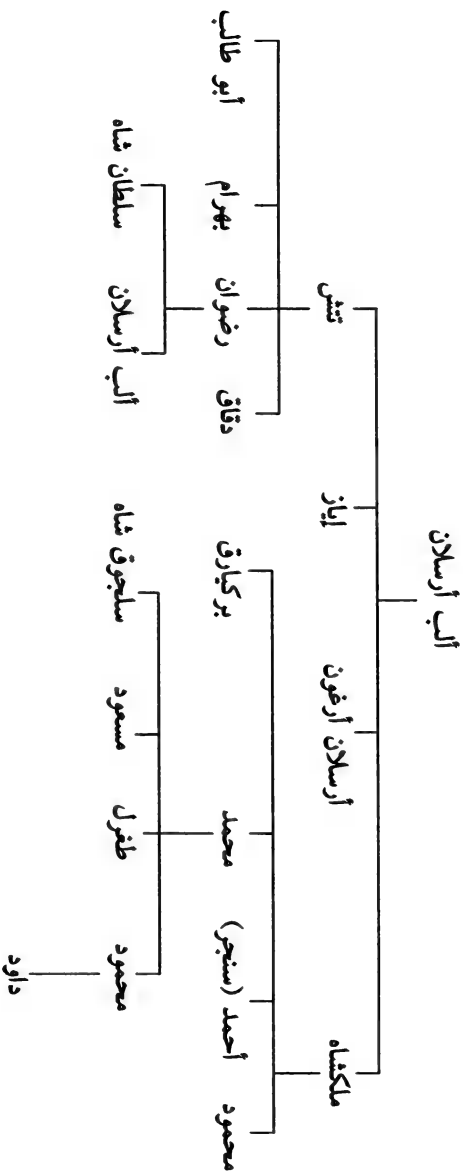 ألب أرسلان
ملكشاه أرسلان أرغون إياز تتش
محمود أحمد (سنجر) محمد بركيارق دقاق رضوان بهرام أبو طالب
محمود طغرل مسعود سلجوق شاه ألب أرسلان سلطان شاه
داود